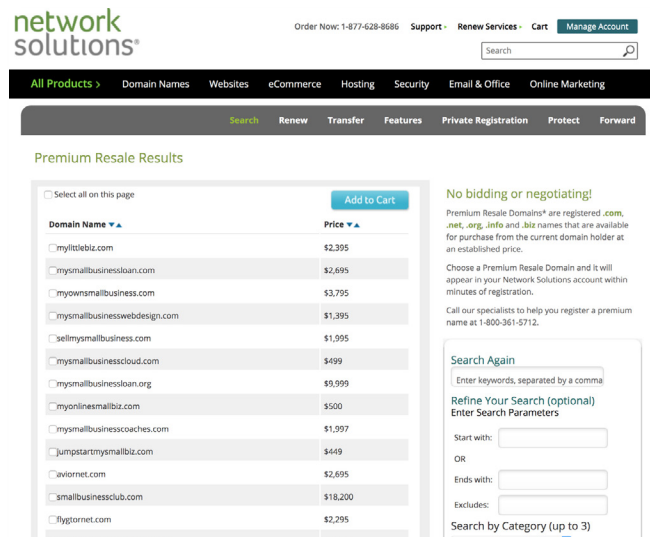 network
solutions®
Order Now: 1-877-628-8686 Support Renew Services Cart Manage Account
Search
All Products > Domain Names Websites eCommerce Hosting Security Email & Office Online Marketing
Search Renew Transfer Features Private Registration Protect Forward
Premium Resale Results
Select all on this page
Add to Cart
Domain Name ▼▲ Price ▼▲
mylittlebiz.com $2,395
mysmallbusinessloan.com $2,695
myownsmallbusiness.com $3,795
mysmallbusinesswebdesign.com $1,395
sellmysmallbusiness.com $1,995
mysmallbusinesscloud.com $499
mysmallbusinessloan.org $9,999
myonlinesmallbiz.com $500
mysmallbusinesscoaches.com $1,997
jumpstartmysmallbiz.com $449
aviornet.com $2,695
smallbusinessclub.com $18,200
flygtornet.com $2,295
No bidding or negotiating!
Premium Resale Domains* are registered .com,
.net, .org, .info and .biz names that are available
for purchase from the current domain holder at
an established price.
Choose a Premium Resale Domain and it will
appear in your Network Solutions account within
minutes of registration.
Call our specialists to help you register a premium
name at 1-800-361-5712.
Search Again
Enter keywords, separated by a comma
Refine Your Search (optional)
Enter Search Parameters
Start with:
OR
Ends with:
Excludes:
Search by Category (up to 3)